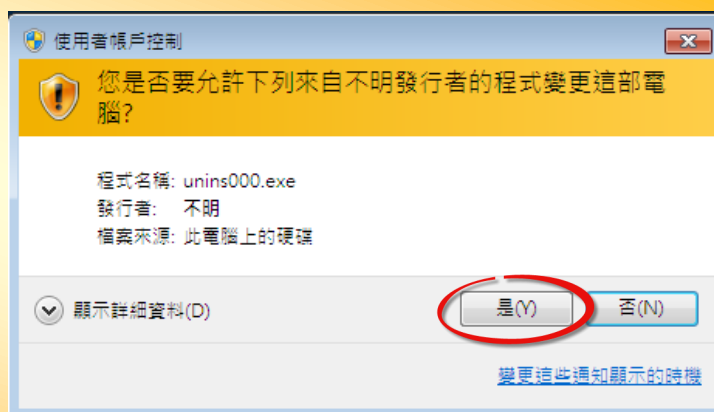 使用者帳戶控制
您是否要允許下列來自不明發行者的程式變更這部電
腦?
程式名稱: unins000.exe
發行者: 不明
檔案來源: 此電腦上的硬碟
顯示詳細資料(D)
是(Y)
否(N)
變更這些通知顯示的時機